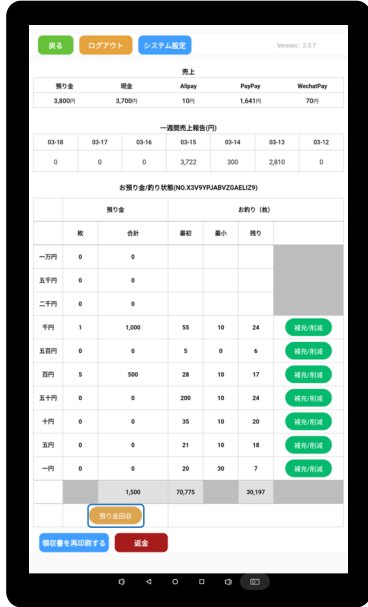 戻る ログアウト システム設定 Version: 2.3.7
売上
預り金 現金 Alipay PayPay WechatPay
3,800円 3,700円 10円 1,641円 70円
一週間売上報告(円)
03-18 03-17 03-16 03-15 03-14 03-13 03-12
0 0 0 3,722 300 2,810 0
お預り金/釣り状態(NO.X3V9YPJABVZGAELIZ9)
預り金 お釣り（枚）
枚 合計 最初 最小 残り
一万円 0 0
五千円 0 0
二千円 0 0
千円 1 1,000 55 10 24 補充/削減
五百円 0 0 5 0 6 補充/削減
百円 5 500 28 10 17 補充/削減
五十円 0 0 200 10 24 補充/削減
十円 0 0 35 10 20 補充/削減
五円 0 0 21 10 18 補充/削減
一円 0 0 20 30 7 補充/削減
1,500 70,775 30,197
預り金回収
領収書を再印刷する 返金